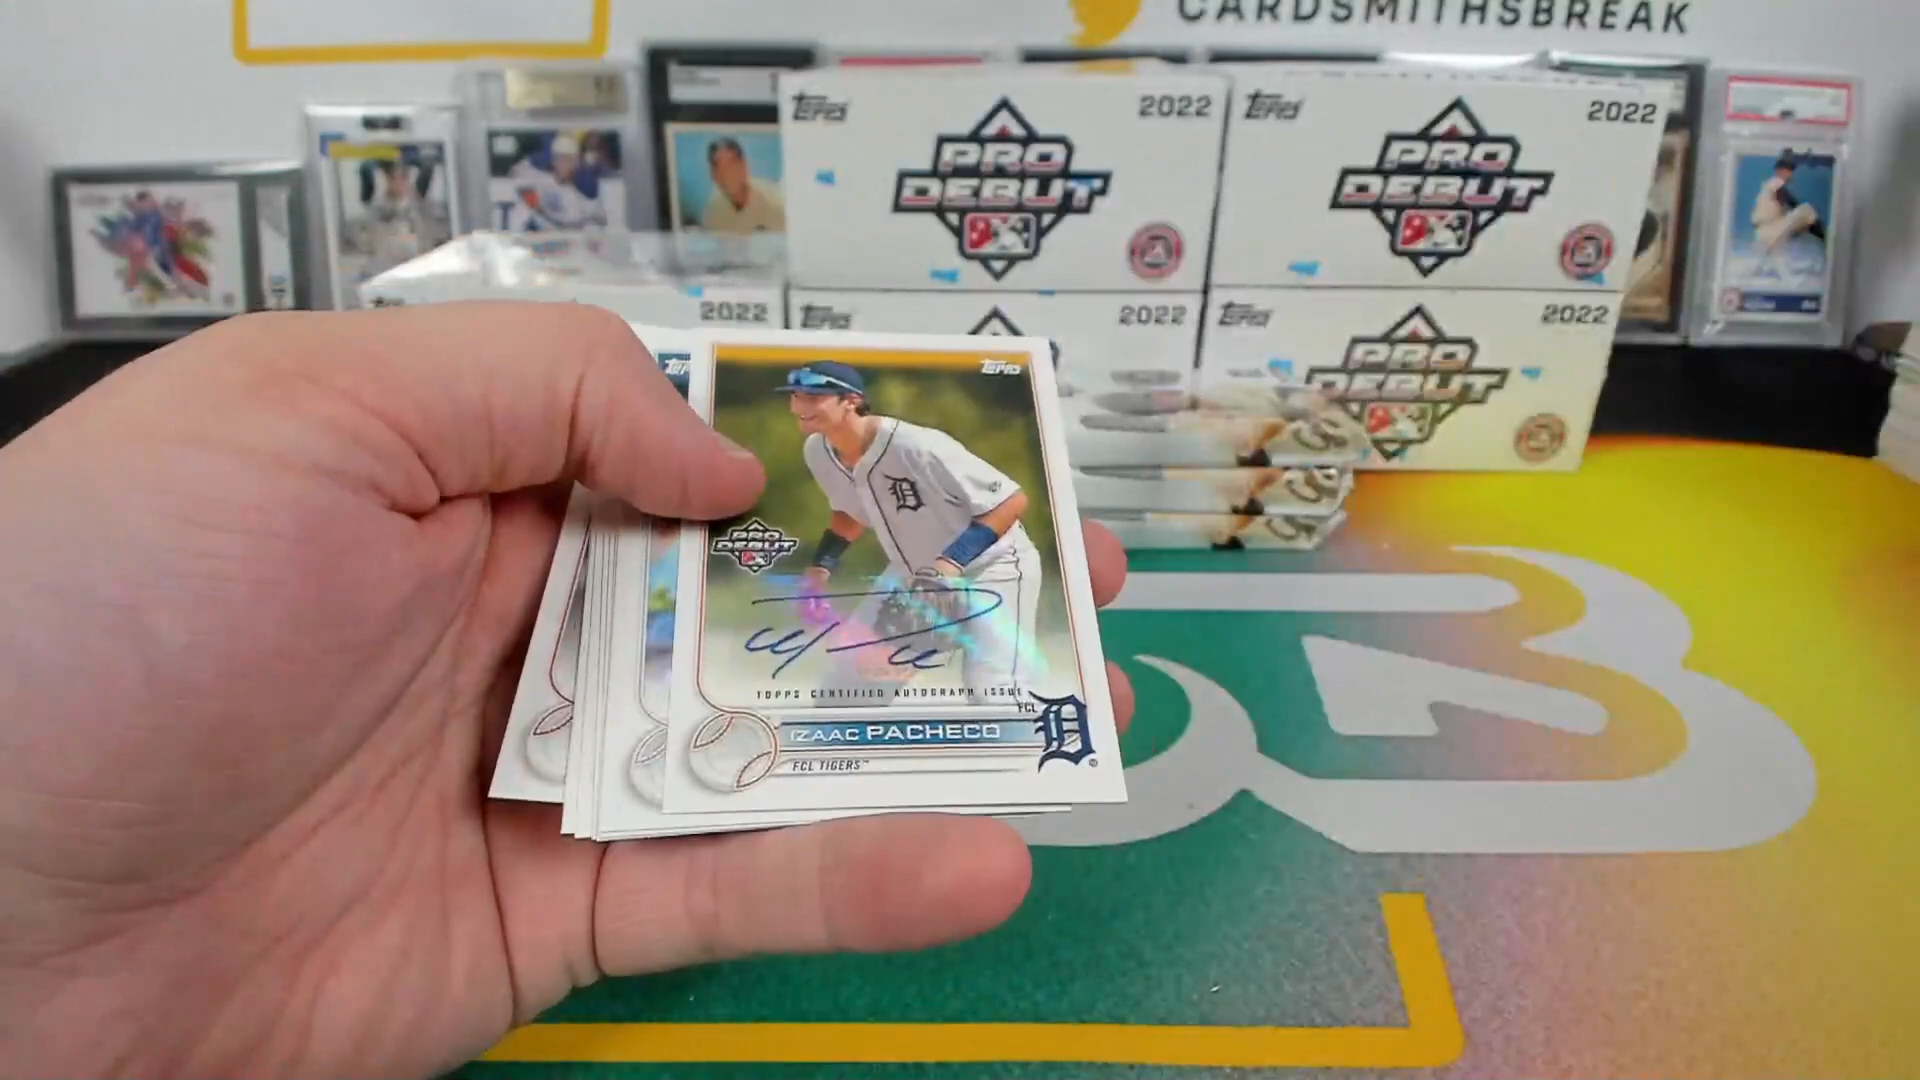 CARDSMITHSBREAK
Topps
2022
PRO
DEBUT
Topps
2022
PRO
DEBUT
2022
Topps
2022
Topps
2022
PRO
DEBUT
Topps
PRO
DEBUT
TOPPS CERTIFIED AUTOGRAPH ISSUE
FCL
IZAAC PACHECO
FCL TIGERS™